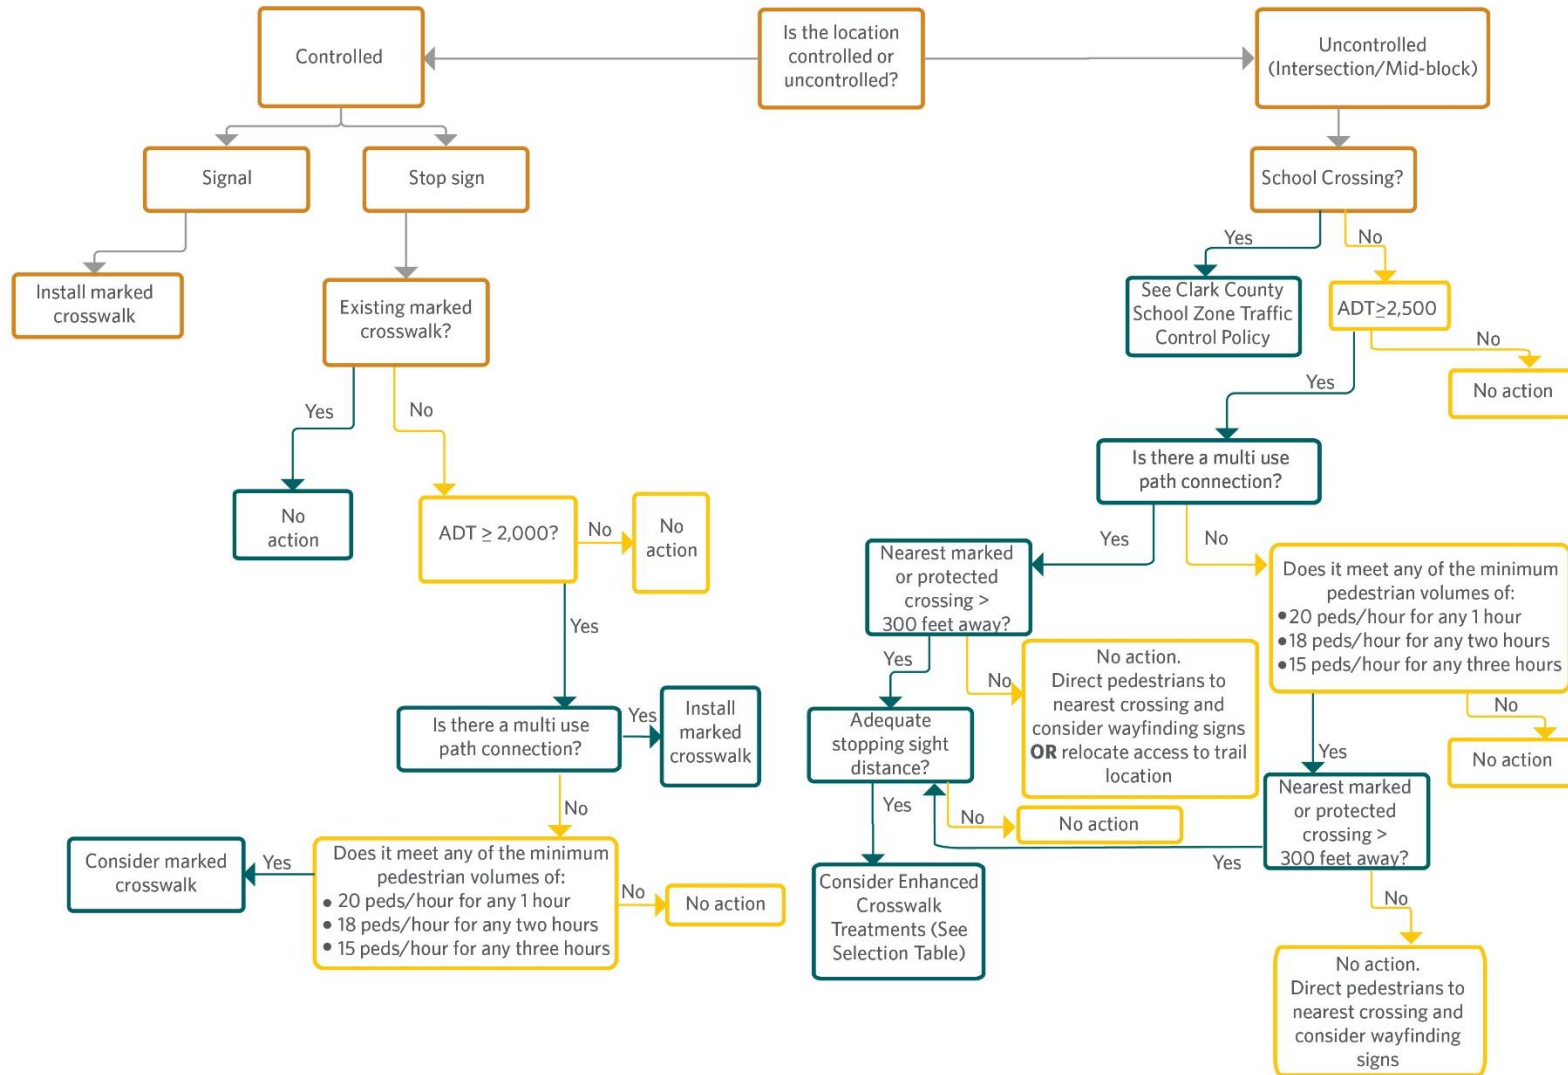 Controlled
Is the location
controlled or
uncontrolled?
Uncontrolled
(Intersection/Mid-block)
Signal
Stop sign
School Crossing?
Yes
No
Install marked
crosswalk
Existing marked
crosswalk?
See Clark County
School Zone Traffic
Control Policy
ADT≥2,500
No
No action
Yes
Yes
No
Is there a multi use
path connection?
No
action
ADT ≥ 2,000?
No
No
action
Yes
No
Nearest marked
or protected
crossing >
300 feet away?
Does it meet any of the minimum
pedestrian volumes of:
•20 peds/hour for any 1 hour
•18 peds/hour for any two hours
•15 peds/hour for any three hours
Yes
Yes
No
No action.
Direct pedestrians to
nearest crossing and
consider wayfinding signs
OR relocate access to trail
location
No
No action
Yes
Is there a multi use
path connection?
Yes
Install
marked
crosswalk
Adequate
stopping sight
distance?
Nearest marked
or protected
crossing >
300 feet away?
No
Yes
No
No action
Yes
Consider marked
crosswalk
Yes
Does it meet any of the minimum
pedestrian volumes of:
• 20 peds/hour for any 1 hour
• 18 peds/hour for any two hours
• 15 peds/hour for any three hours
No
No action
Consider Enhanced
Crosswalk
Treatments (See
Selection Table)
No
No action.
Direct pedestrians to
nearest crossing and
consider wayfinding
signs